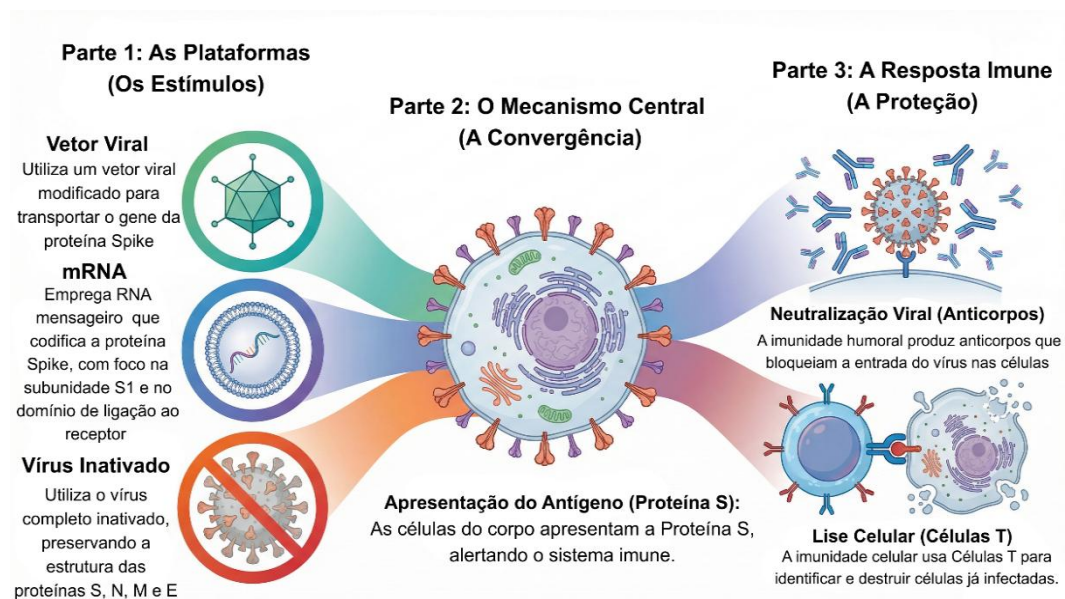 Parte 1: As Plataformas
(Os Estímulos)
Vetor Viral
Utiliza um vetor viral
modificado para
transportar o gene da
proteína Spike
mRNA
Emprega RNA
mensageiro que
codifica a proteína
Spike, com foco na
subunidade S1 e no
domínio de ligação ao
receptor
Vírus Inativado
Utiliza o vírus
completo inativado,
preservando a
estrutura das
proteínas S, N, M e E
Parte 2: O Mecanismo Central
(A Convergência)
Apresentação do Antígeno (Proteína S):
As células do corpo apresentam a Proteína S,
alertando o sistema imune.
Parte 3: A Resposta Imune
(A Proteção)
Neutralização Viral (Anticorpos)
A imunidade humoral produz anticorpos que
bloqueiam a entrada do vírus nas células
Lise Celular (Células T)
A imunidade celular usa Células T para
identificar e destruir células já infectadas.